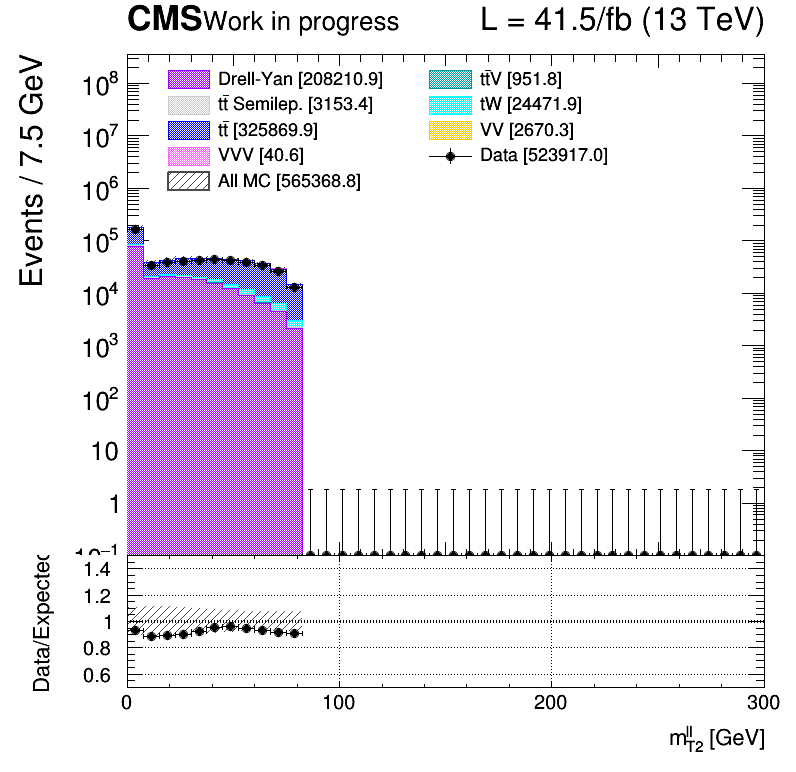 CMS Work in progress L = 41.5/fb (13 TeV)
Events / 7.5 GeV
Drell-Yan [208210.9]
tt̄ Semilep. [3153.4]
tt̄ [325869.9]
VVV [40.6]
All MC [565368.8]
tt̄V [951.8]
tW [24471.9]
VV [2670.3]
Data [523917.0]
10⁸
10⁷
10⁶
10⁵
10⁴
10³
10²
10
1
10⁻¹
Data/Expected
1.4
1.2
1
0.8
0.6
0 100 200 300
m^{ll}_{T2} [GeV]